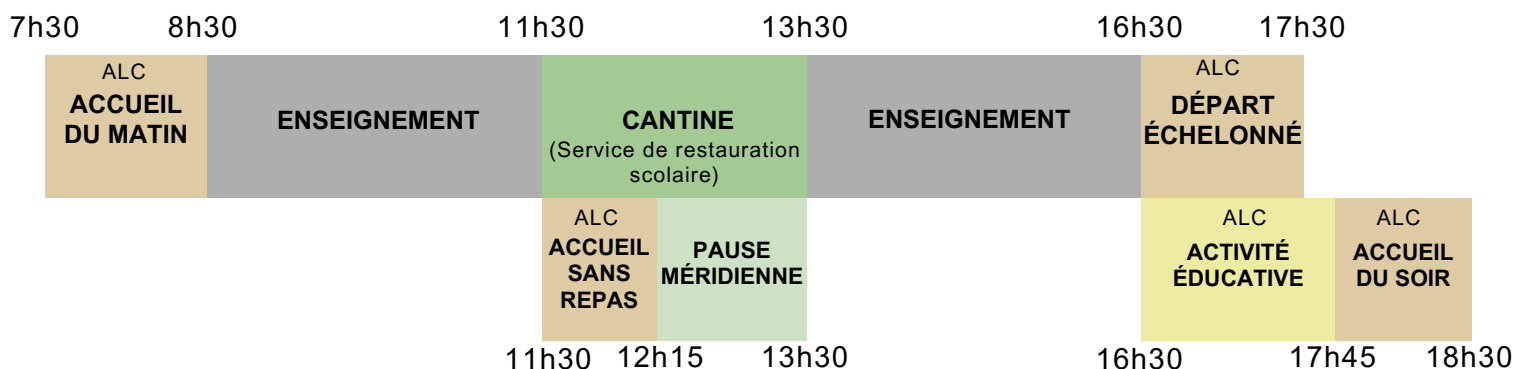 7h30 8h30 11h30 13h30 16h30 17h30
ALC
ACCUEIL
DU MATIN
ENSEIGNEMENT
CANTINE
(Service de restauration
scolaire)
ENSEIGNEMENT
ALC
DÉPART
ÉCHELONNÉ
ALC
ACCUEIL
SANS
REPAS
PAUSE
MÉRIDIENNE
ALC
ACTIVITÉ
ÉDUCATIVE
ALC
ACCUEIL
DU SOIR
11h30 12h15 13h30 16h30 17h45 18h30